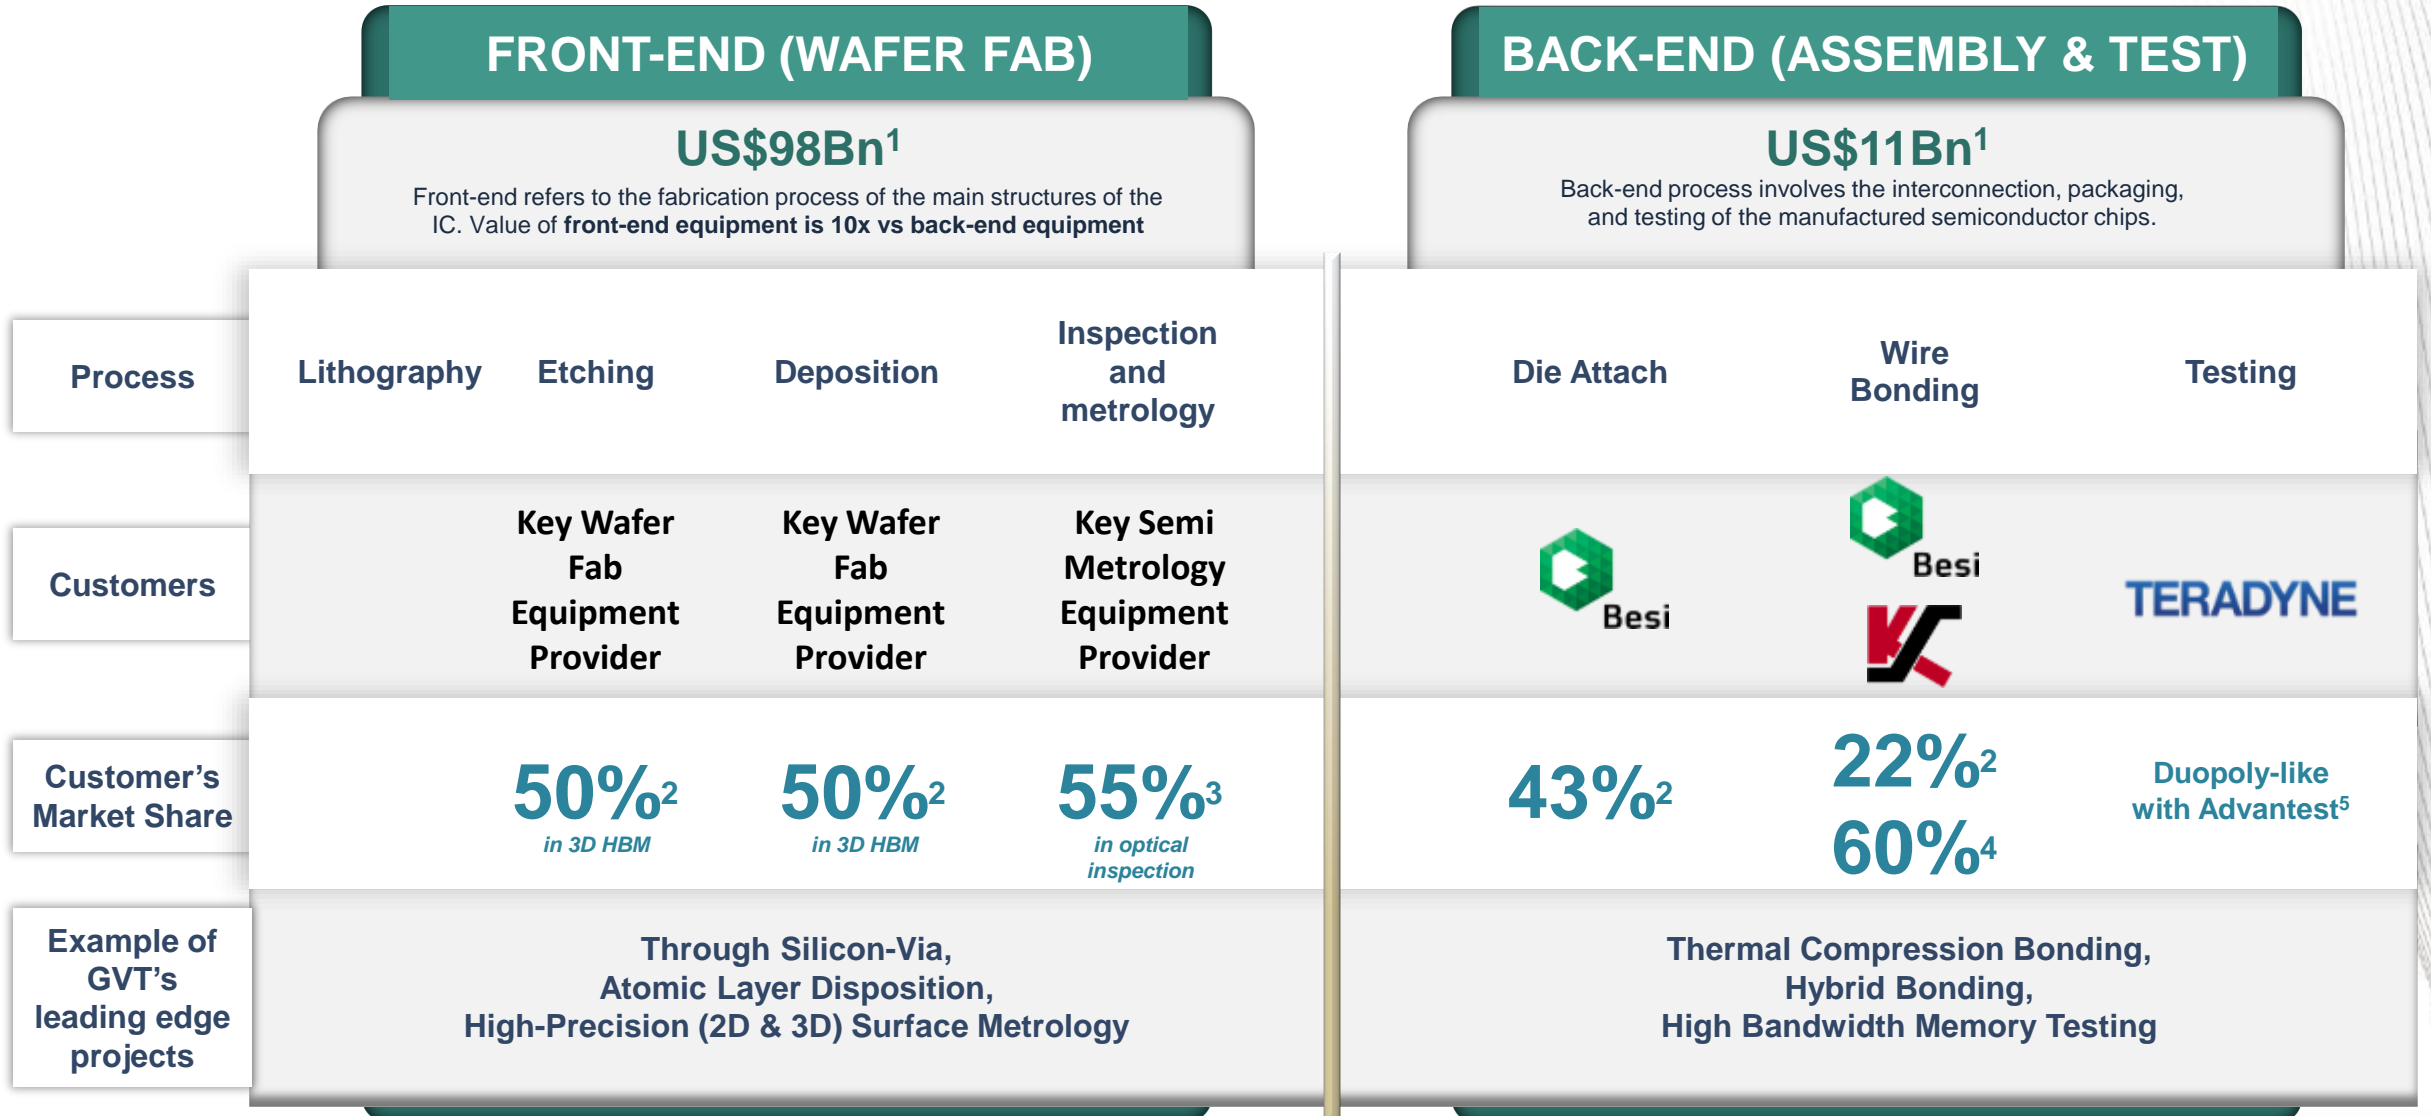 FRONT-END (WAFER FAB)
US$98Bn1
Front-end refers to the fabrication process of the main structures of the
IC. Value of front-end equipment is 10x vs back-end equipment
BACK-END (ASSEMBLY & TEST)
US$11Bn1
Back-end process involves the interconnection, packaging,
and testing of the manufactured semiconductor chips.
Process
Lithography
Etching
Deposition
Inspection
and
metrology
Die Attach
Wire
Bonding
Testing
Customers
Key Wafer
Fab
Equipment
Provider
Key Wafer
Fab
Equipment
Provider
Key Semi
Metrology
Equipment
Provider
Besi
Besi
TERADYNE
Customer’s
Market Share
50%2
in 3D HBM
50%2
in 3D HBM
55%3
in optical
inspection
43%2
22%2
60%4
Duopoly-like
with Advantest5
Example of
GVT’s
leading edge
projects
Through Silicon-Via,
Atomic Layer Disposition,
High-Precision (2D & 3D) Surface Metrology
Thermal Compression Bonding,
Hybrid Bonding,
High Bandwidth Memory Testing